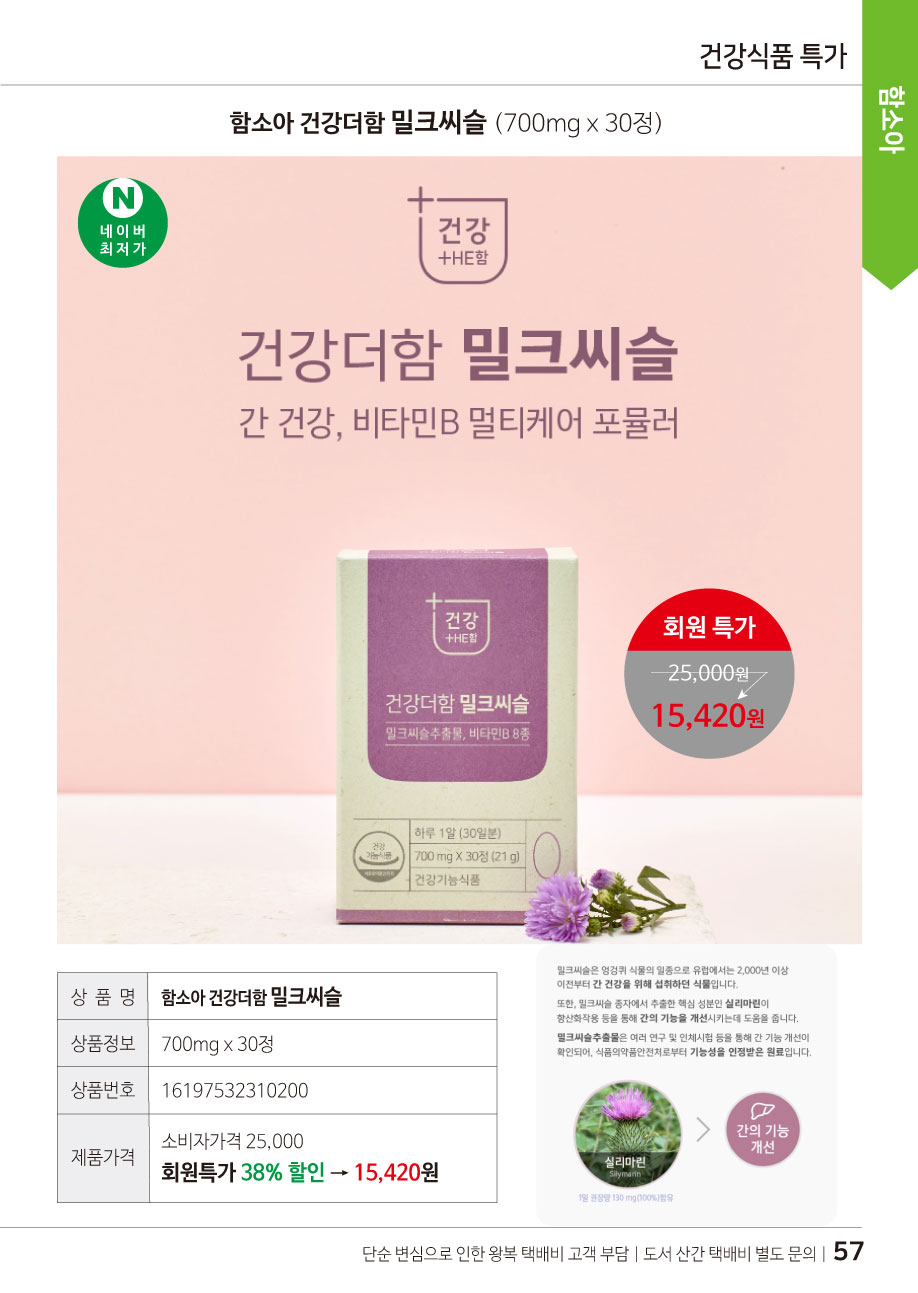 건강식품 특가
함소아
함소아 건강더함 밀크씨슬 (700mg x 30정)
N
네이버
최저가
건강
+HE함
건강더함 밀크씨슬
간 건강, 비타민B 멀티케어 포뮬러
건강
+HE함
건강더함 밀크씨슬
밀크씨슬추출물, 비타민B 8종
건강
기능식품
하루 1알 (30일분)
700 mg X 30정 (21 g)
건강기능식품
회원 특가
25,000원
15,420원
상 품 명
함소아 건강더함 밀크씨슬
상품정보
700mg x 30정
상품번호
16197532310200
제품가격
소비자가격 25,000
회원특가 38% 할인 → 15,420원
밀크씨슬은 엉겅퀴 식물의 일종으로 유럽에서는 2,000년 이상
이전부터 간 건강을 위해 섭취하던 식물입니다.
또한, 밀크씨슬 종자에서 추출한 핵심 성분인 실리마린이
항산화작용 등을 통해 간의 기능을 개선시키는데 도움을 줍니다.
밀크씨슬추출물은 여러 연구 및 인체시험 등을 통해 간 기능 개선이
확인되어, 식품의약품안전처로부터 기능성을 인정받은 원료입니다.
실리마린
Silymarin
1일 권장량 130 mg(100%)함유
간의 기능
개선
단순 변심으로 인한 왕복 택배비 고객 부담 | 도서 산간 택배비 별도 문의 | 57